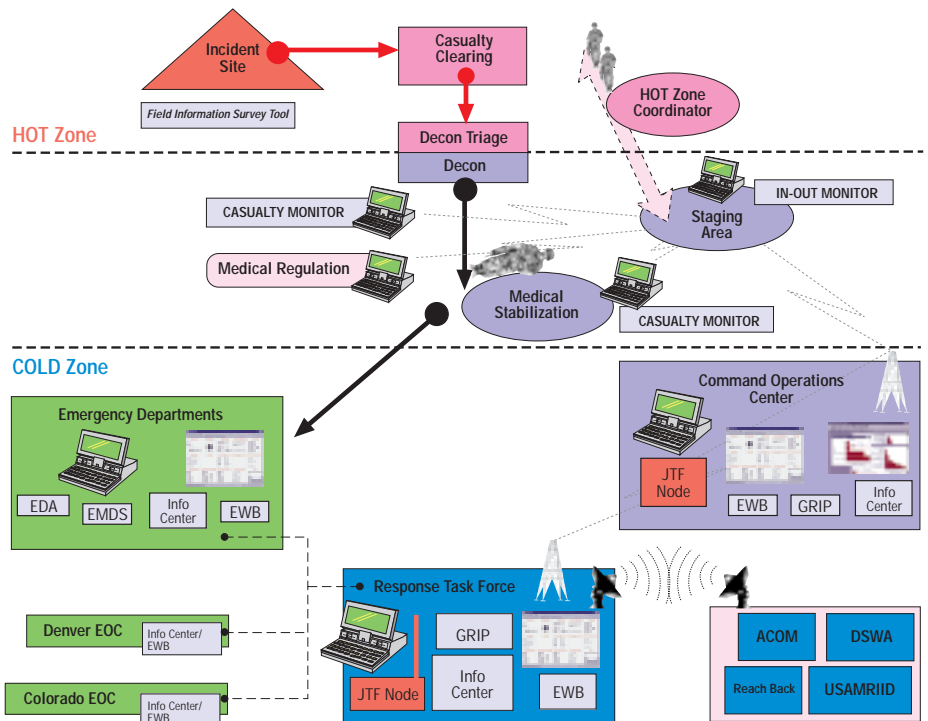 Incident
Site
Casualty
Clearing
HOT Zone
Coordinator
Field Information Survey Tool
HOT Zone
Decon Triage
Decon
IN-OUT MONITOR
CASUALTY MONITOR
Staging
Area
Medical Regulation
Medical
Stabilization
CASUALTY MONITOR
COLD Zone
Command Operations
Center
Emergency Departments
JTF
Node
EWB
GRIP
Info
Center
EDA
EMDS
Info
Center
EWB
Response Task Force
Denver EOC
Info Center/
EWB
GRIP
Info
Center
JTF Node
EWB
ACOM
DSWA
Reach Back
USAMRIID
Colorado EOC
Info Center/
EWB